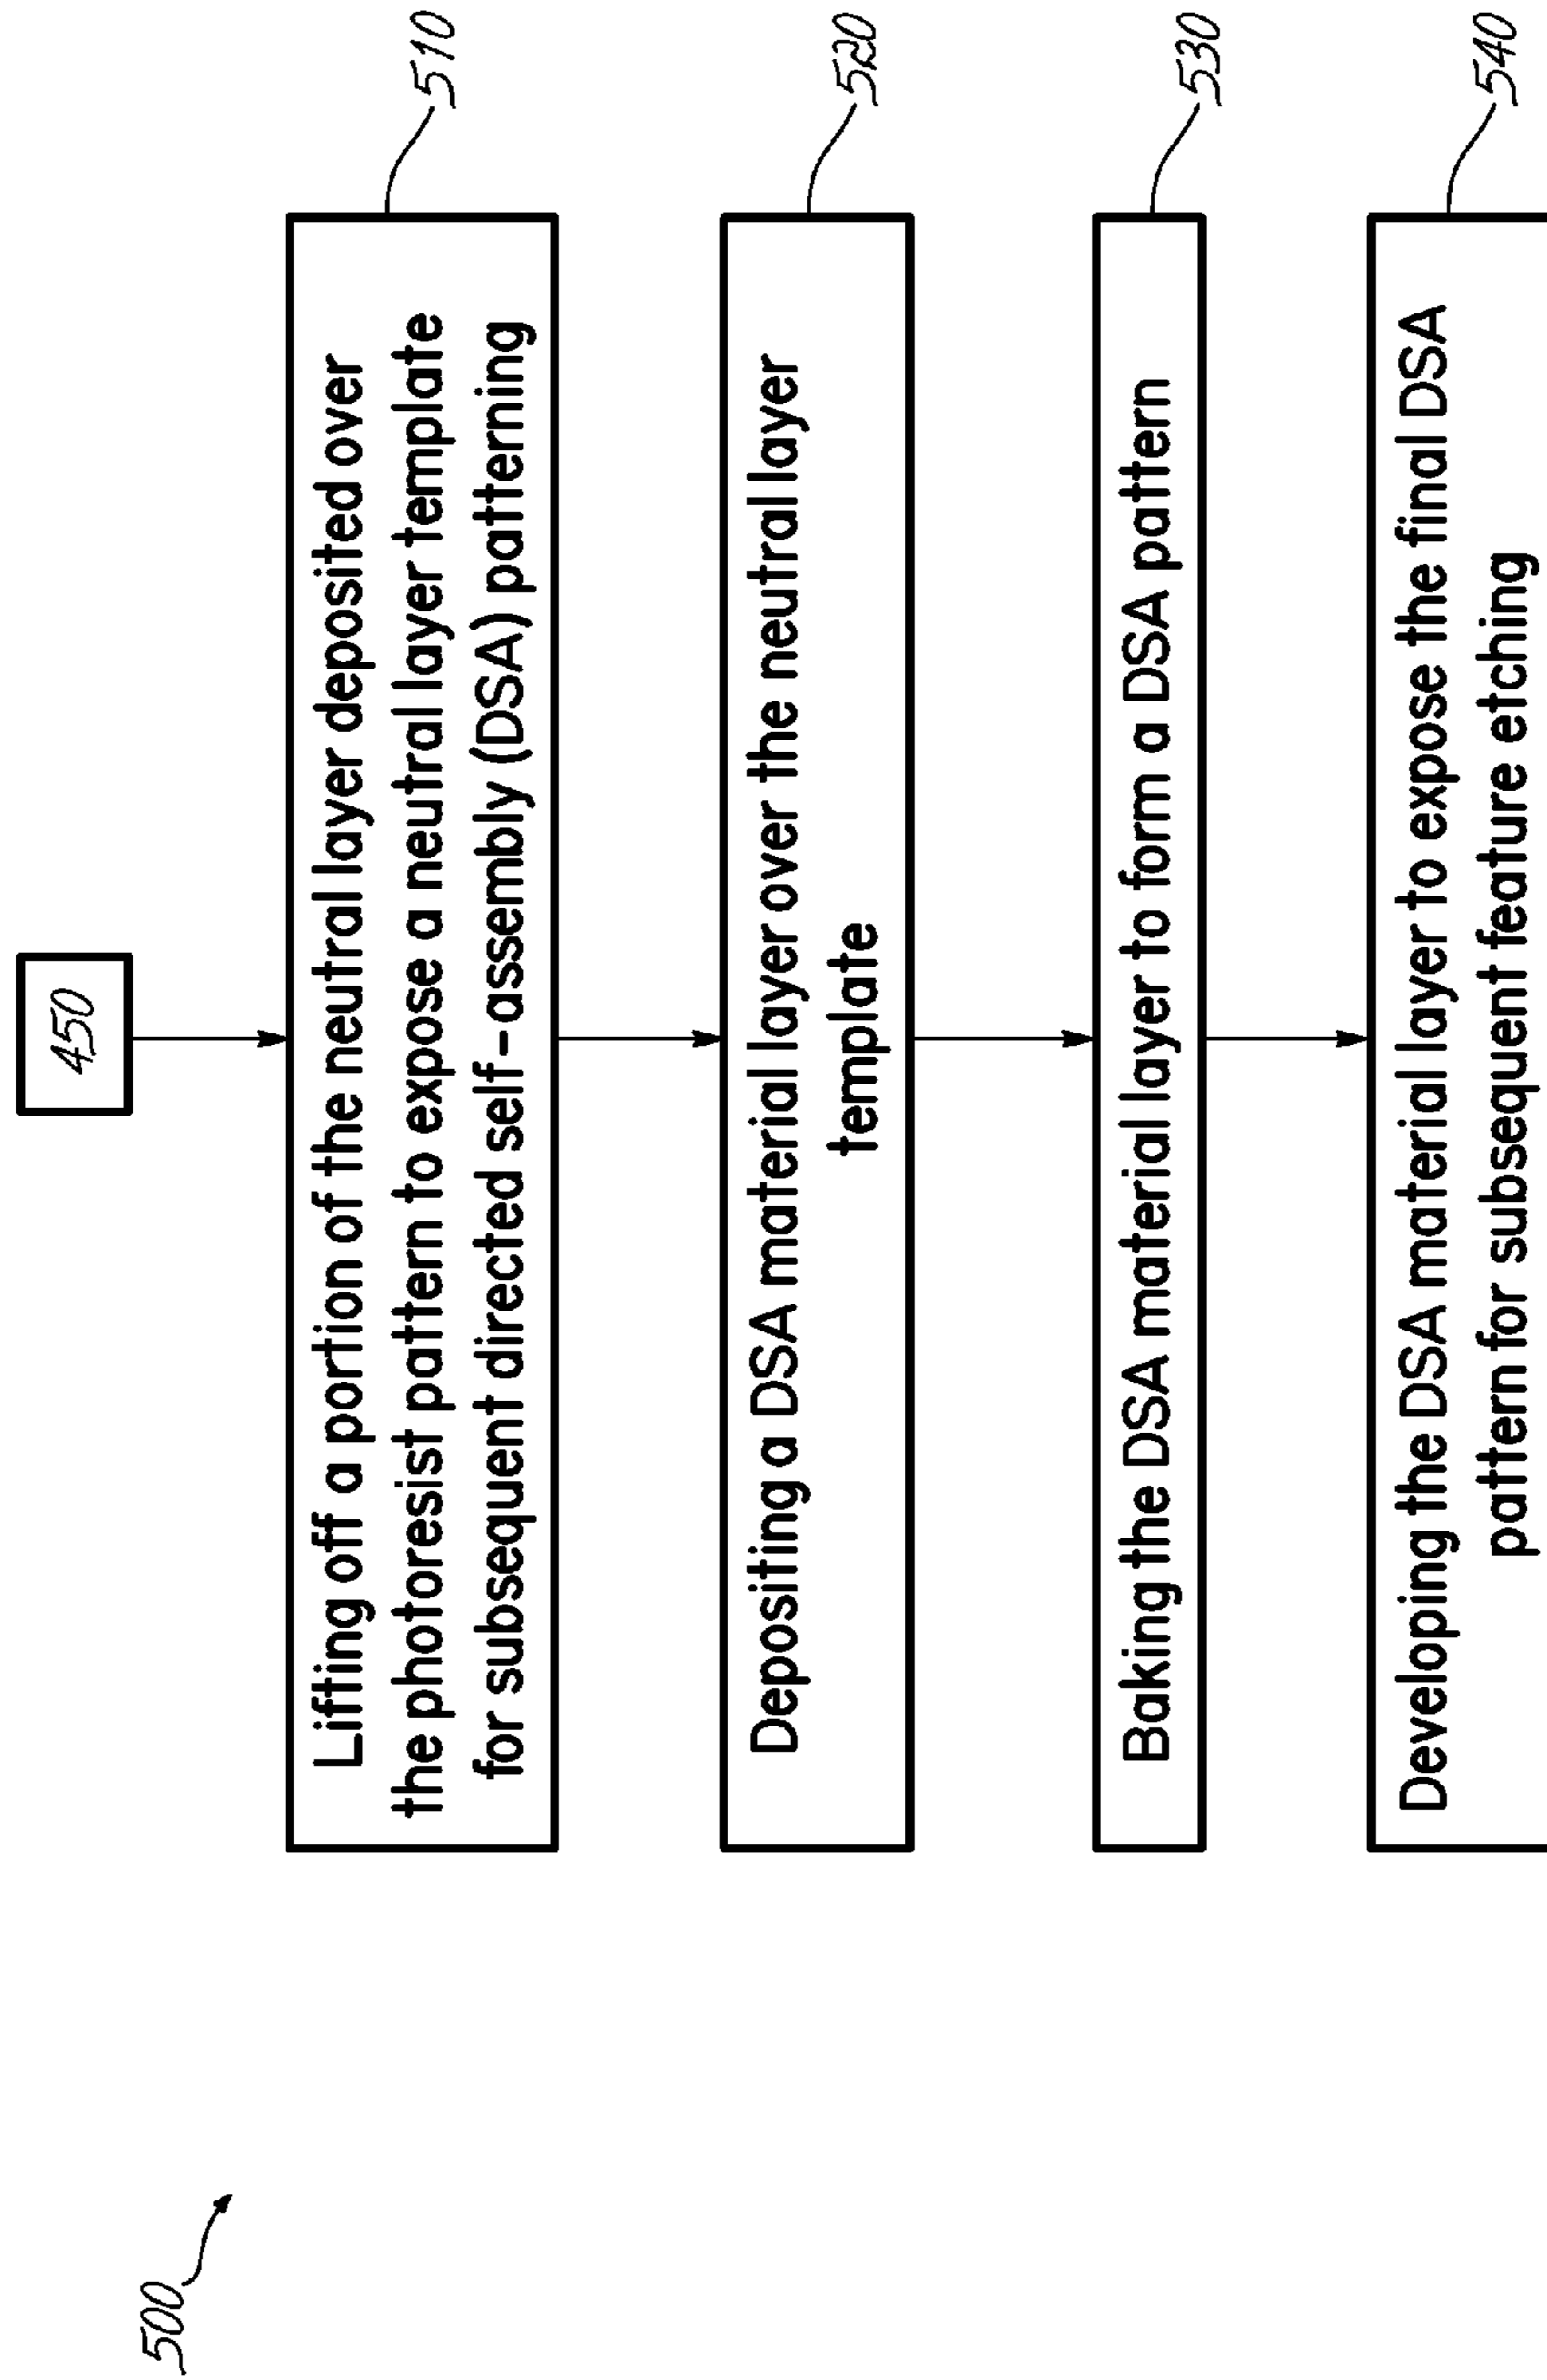 500
450
Lifting off a portion of the neutral layer deposited over
the photoresist pattern to expose a neutral layer template
for subsequent directed self-assembly (DSA) patterning
510
Depositing a DSA material layer over the neutral layer
template
520
Baking the DSA material layer to form a DSA pattern
530
Developing the DSA material layer to expose the final DSA
pattern for subsequent feature etching
540